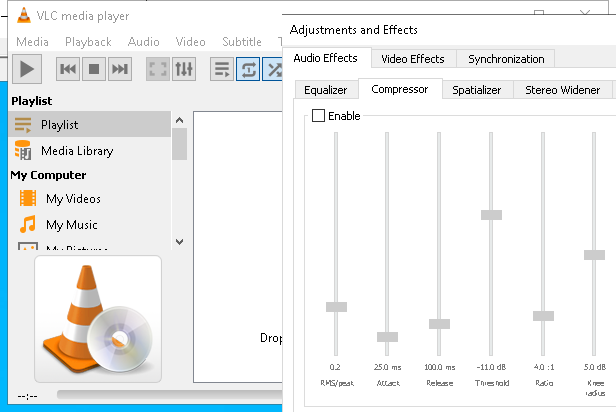 VLC media player
Media Playback Audio Video Subtitle
Playlist
Playlist
Media Library
My Computer
My Videos
My Music
My Pictures
Drop
--:--
Adjustments and Effects
Audio Effects Video Effects Synchronization
Equalizer Compressor Spatializer Stereo Widener
Enable
0.2 25.0 ms 100.0 ms -11.0 dB 4.0 :1 5.0 dB
RMS/peak Attack Release Threshold Ratio Knee
radius